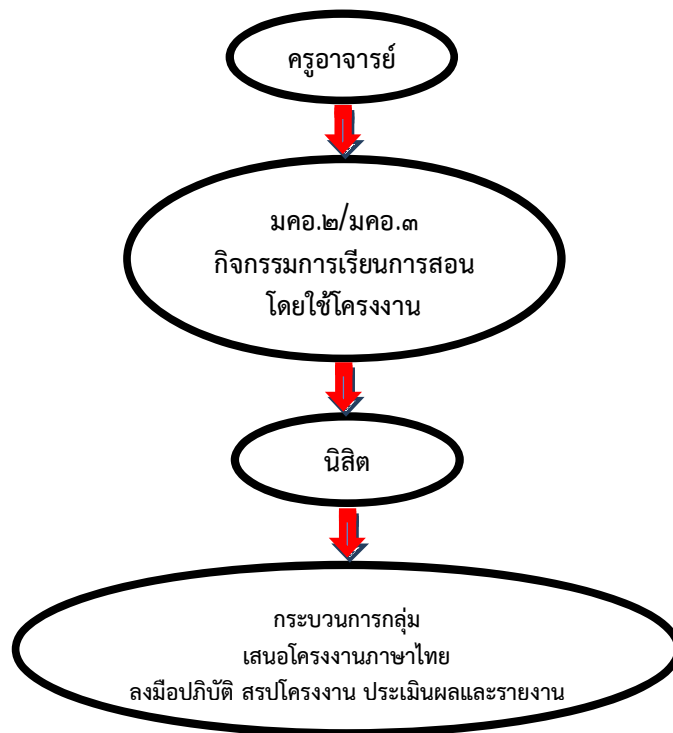 ครูอาจารย์
มคอ.๒/มคอ.๓
กิจกรรมการเรียนการสอน
โดยใช้โครงงาน
นิสิต
กระบวนการกลุ่ม
เสนอโครงงานภาษาไทย
ลงมือปภิบัติ สรปโครงงาน ประเมินผลและรายงาน